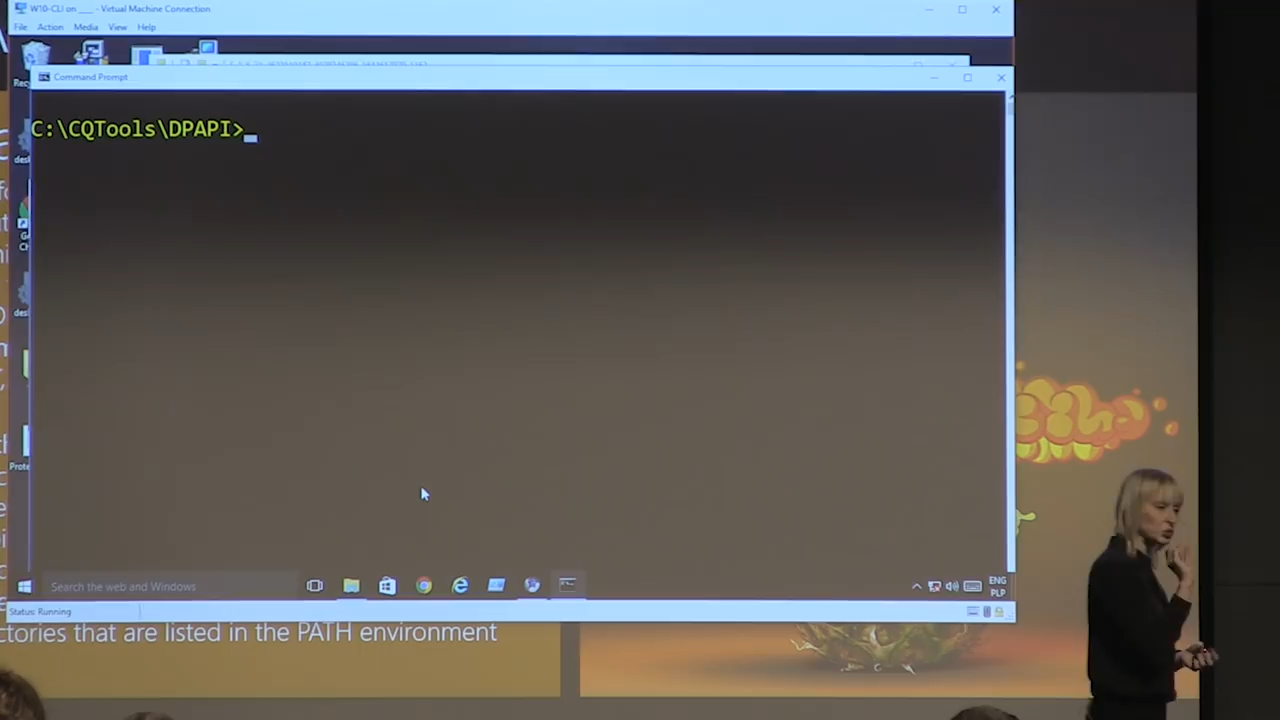 W10-CLI on ___ - Virtual Machine Connection
File Action Media View Help
Command Prompt
C:\CQTools\DPAPI>
Search the web and Windows
ENG
PLP
Status: Running
ctories that are listed in the PATH environment